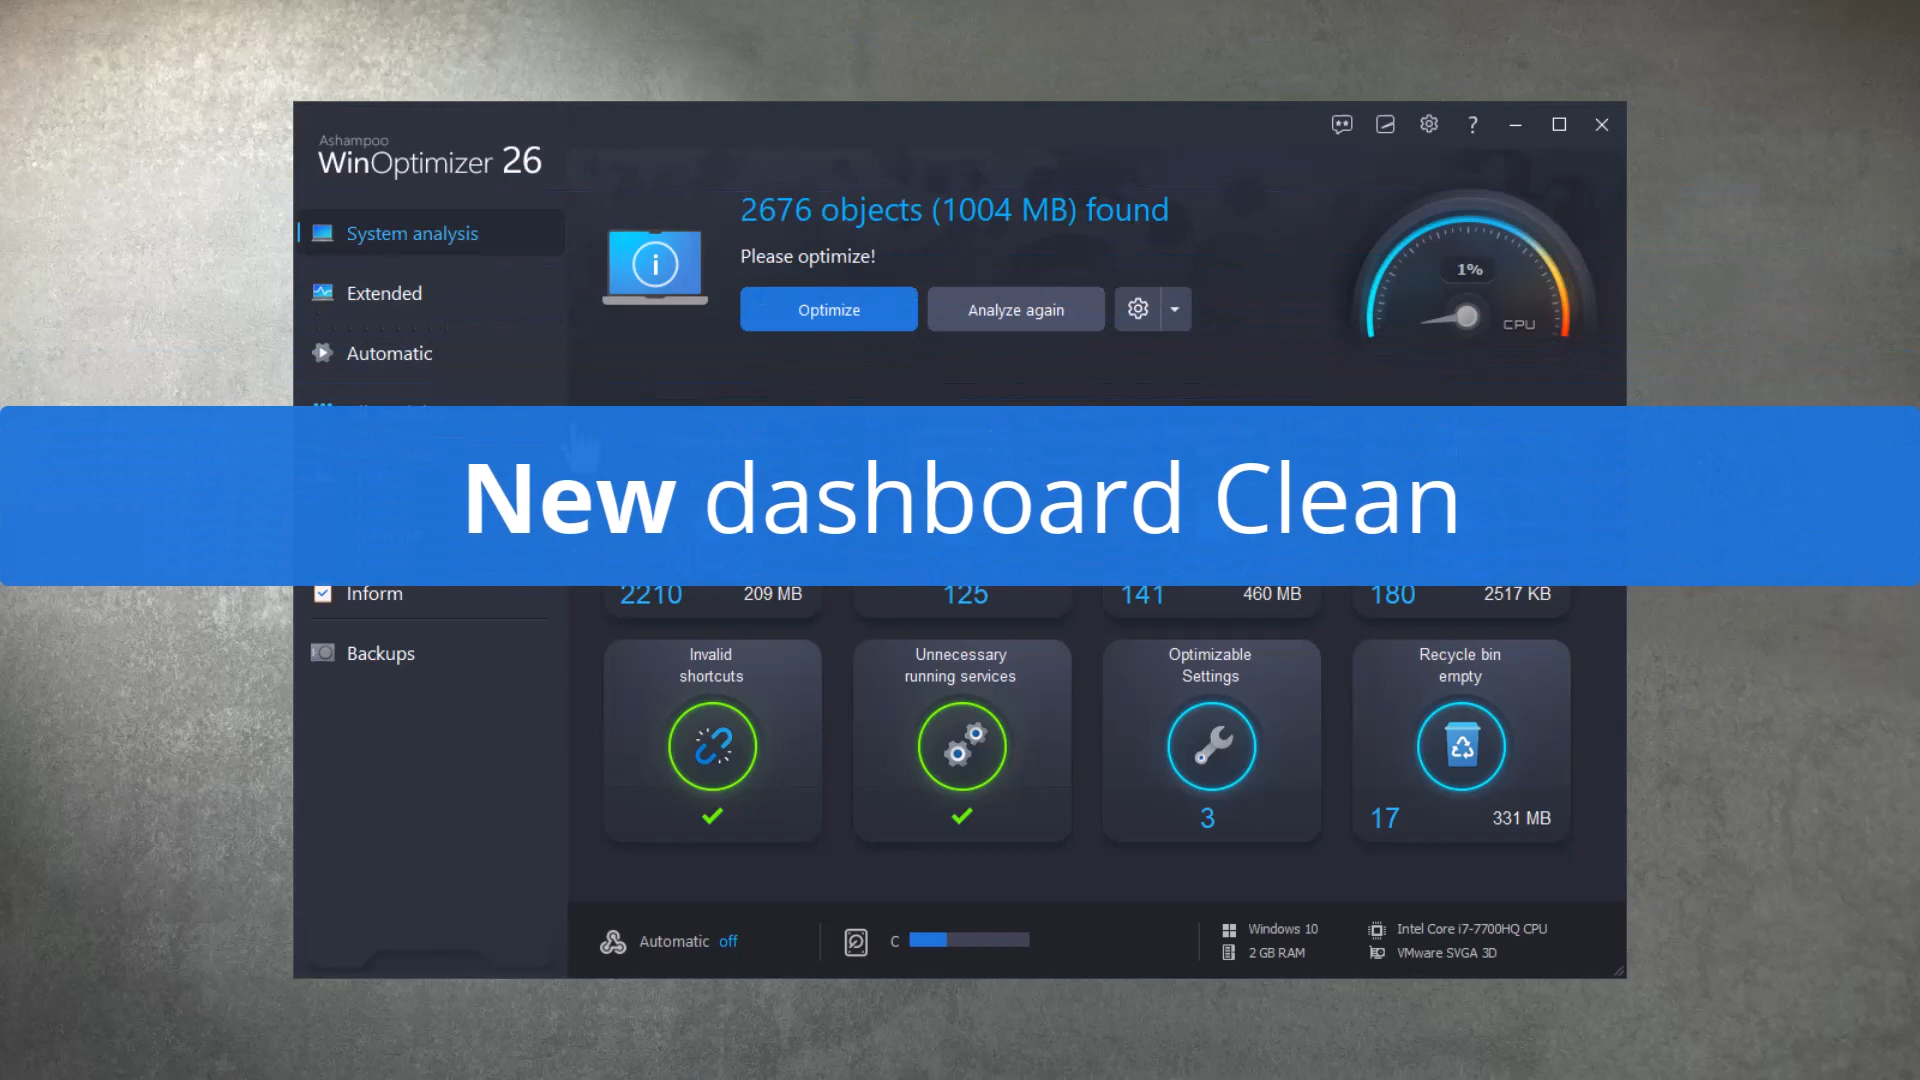 Ashampoo
WinOptimizer 26
System analysis
Extended
Automatic
2676 objects (1004 MB) found
Please optimize!
Optimize
Analyze again
1%
CPU
New dashboard Clean
Inform
Backups
2210 209 MB
125
141 460 MB
180 2517 KB
Invalid
shortcuts
Unnecessary
running services
Optimizable
Settings
3
Recycle bin
empty
17 331 MB
Automatic off
C
Windows 10
2 GB RAM
Intel Core i7-7700HQ CPU
VMware SVGA 3D